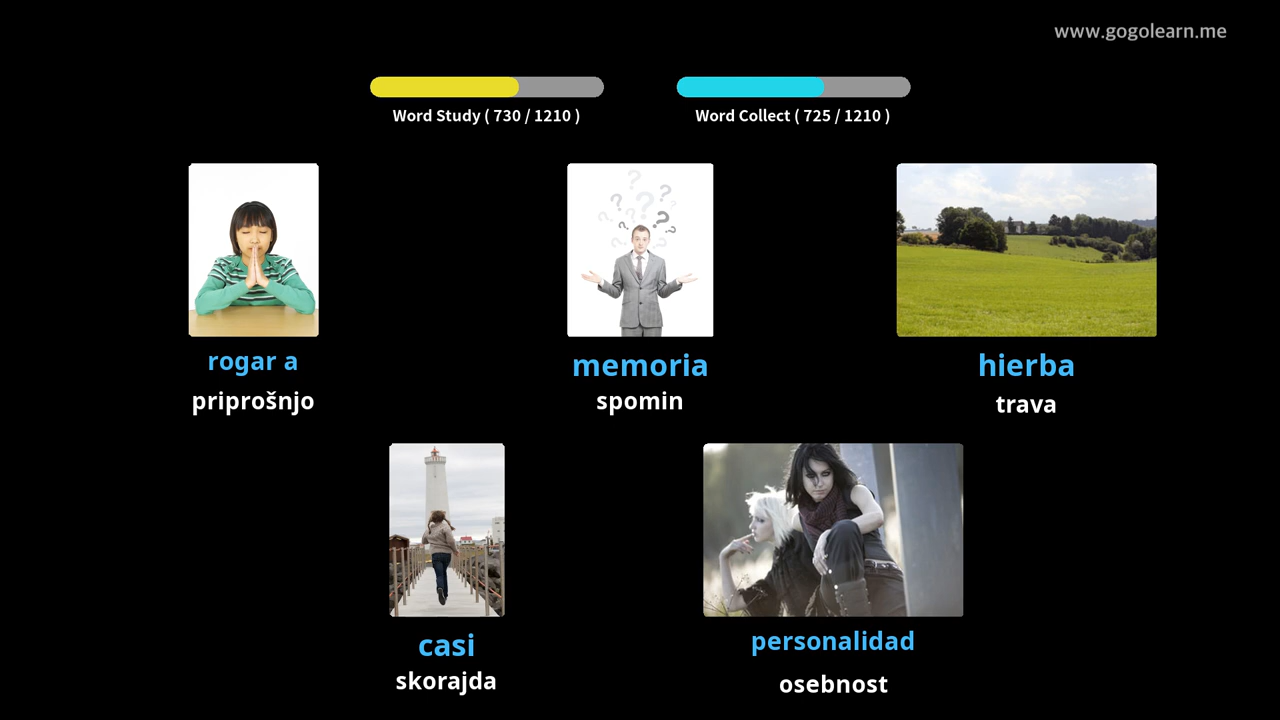 www.gogolearn.me
Word Study ( 730 / 1210 )
Word Collect ( 725 / 1210 )
rogar a
priprošnjo
memoria
spomin
hierba
trava
casi
skorajda
personalidad
osebnost